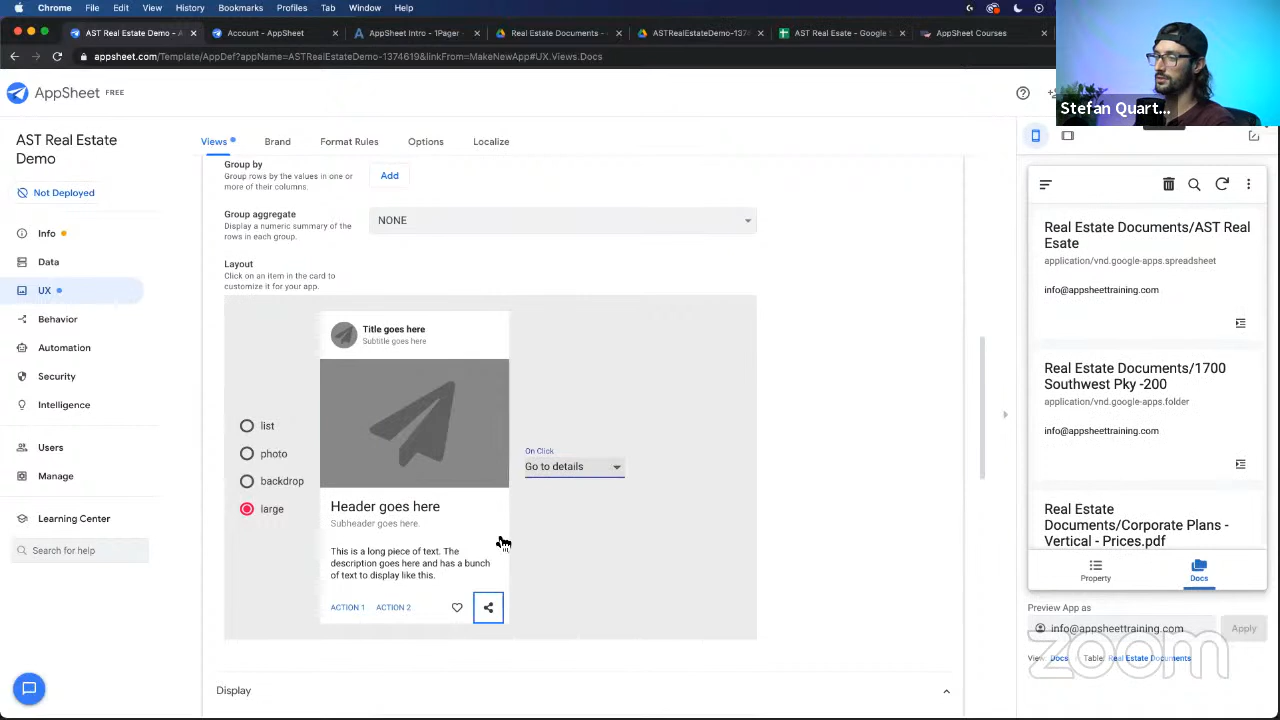 Chrome File Edit View History Bookmarks Profiles Tab Window Help
AST Real Estate Demo - A
Account - AppSheet
AppSheet Intro - 1Pager -
Real Estate Documents -
ASTRealEstateDemo-1374
AST Real Esate - Google S
AppSheet Courses
appsheet.com/Template/AppDef?appName=ASTRealEstateDemo-1374619&linkFrom=MakeNewApp#UX.Views.Docs
AppSheet FREE
Stefan Quart...
AST Real Estate
Demo
Not Deployed
Info
Data
UX
Behavior
Automation
Security
Intelligence
Users
Manage
Learning Center
Search for help
Views
Brand
Format Rules
Options
Localize
Group by
Group rows by the values in one or
more of their columns.
Add
Group aggregate
Display a numeric summary of the
rows in each group.
NONE
Layout
Click on an item in the card to
customize it for your app.
list
photo
backdrop
large
Title goes here
Subtitle goes here
Header goes here
Subheader goes here.
This is a long piece of text. The
description goes here and has a bunch
of text to display like this.
ACTION 1 ACTION 2
On Click
Go to details
Display
Real Estate Documents/AST Real
Esate
application/vnd.google-apps.spreadsheet
info@appsheettraining.com
Real Estate Documents/1700
Southwest Pky -200
application/vnd.google-apps.folder
info@appsheettraining.com
Real Estate
Documents/Corporate Plans -
Vertical - Prices.pdf
Property
Docs
Preview App as
info@appsheettraining.com
Apply
View: Docs Table: Real Estate Documents
zoom